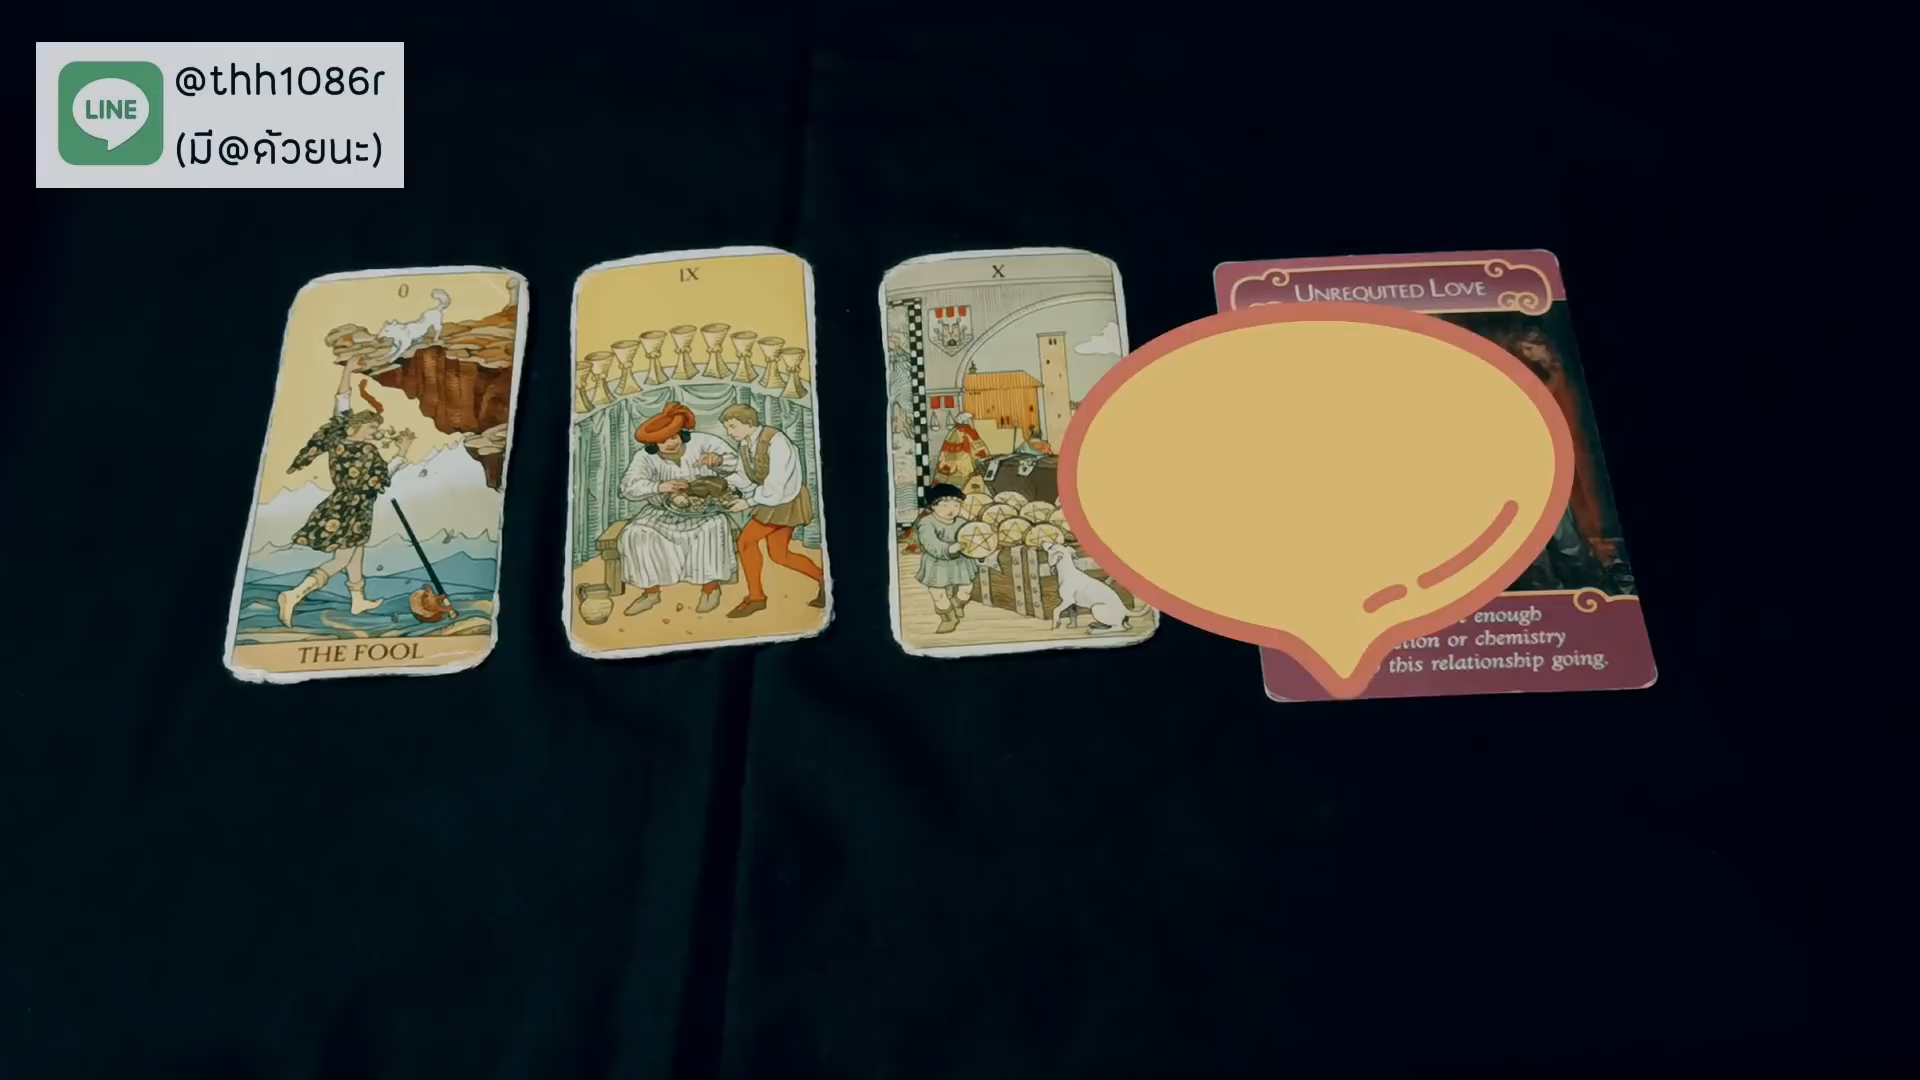 LINE
@thh1086r
(มี@ด้วยนะ)
0
THE FOOL
IX
X
UNREQUITED LOVE
enough
or chemistry
this relationship going.